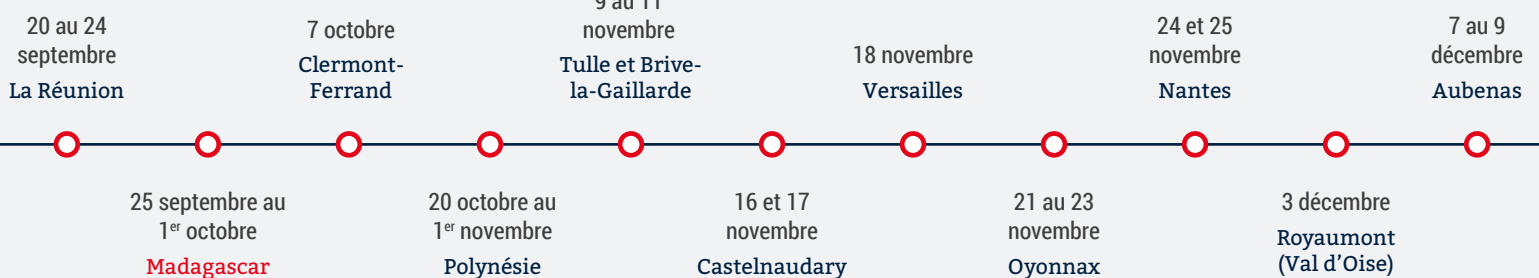 20 au 24
septembre
La Réunion
25 septembre au
1er octobre
Madagascar
7 octobre
Clermont-
Ferrand
20 octobre au
1er novembre
Polynésie
9 au 11
novembre
Tulle et Brive-
la-Gaillarde
16 et 17
novembre
Castelnaudary
18 novembre
Versailles
21 au 23
novembre
Oyonnax
24 et 25
novembre
Nantes
3 décembre
Royaumont
(Val d’Oise)
7 au 9
décembre
Aubenas